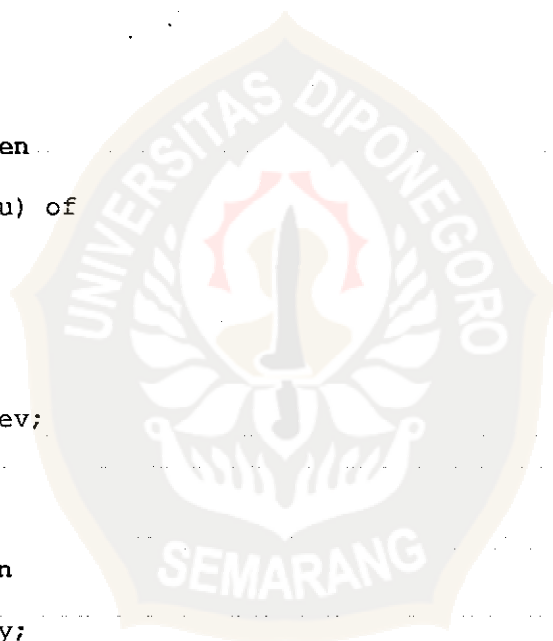 en
u) of
UNIVERSITAS DIPONEGORO
ev;
n
SEMARANG
y;